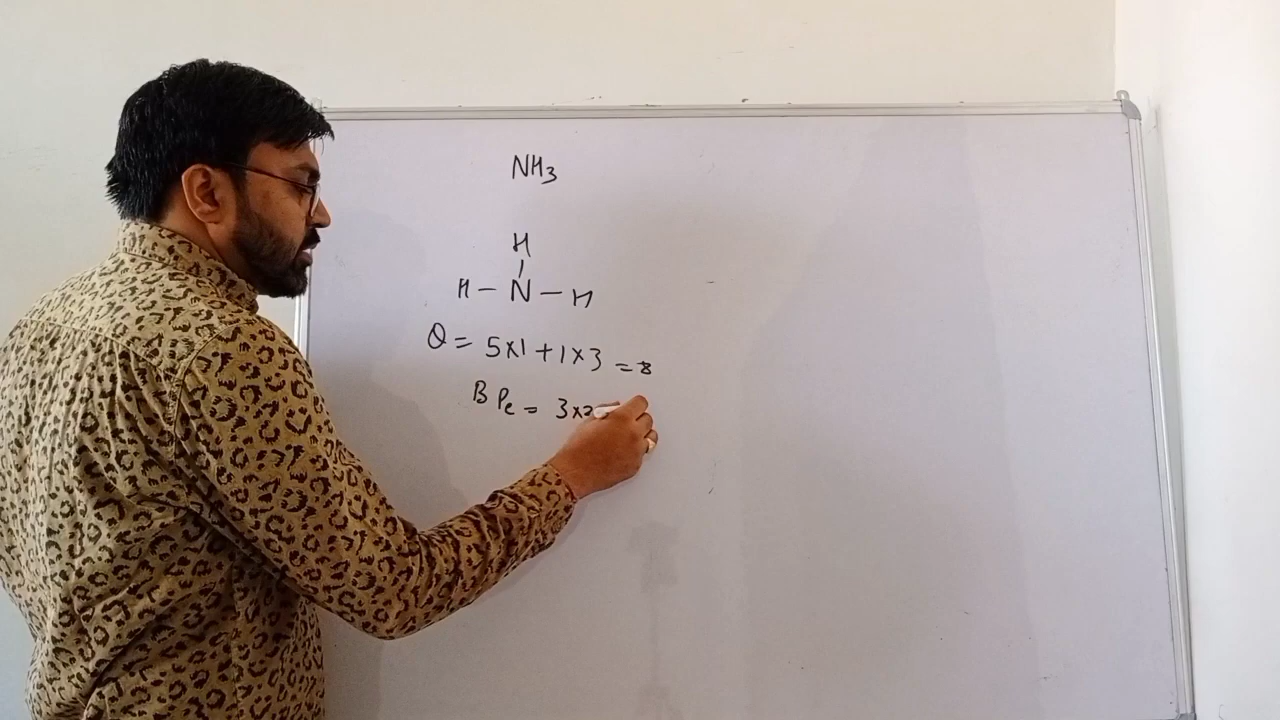 NH3
H
H - N - H
Q = 5x1 + 1x3 = 8
BPe = 3x2